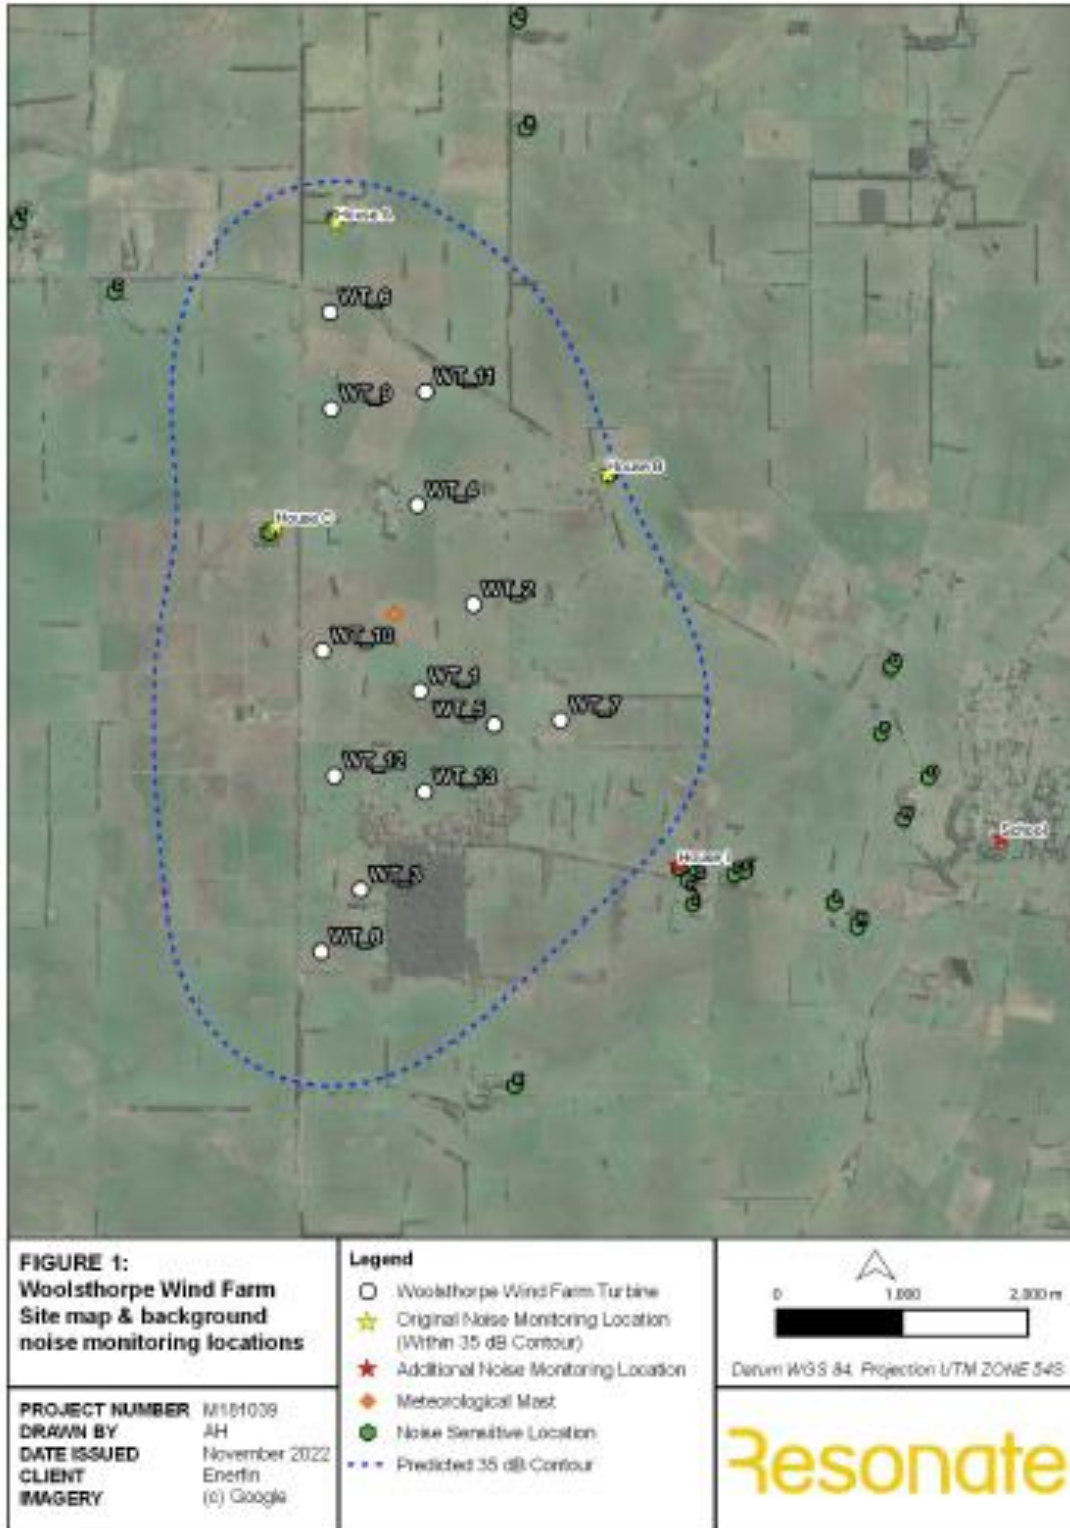 House A
WT_6
WT_11
WT_9
House B
WT_4
House C
WT_2
WT_10
WT_1
WT_5
WT_7
WT_12
WT_13
School
House I
WT_3
WT_8
FIGURE 1:
Woolsthorpe Wind Farm
Site map & background
noise monitoring locations
PROJECT NUMBER M181039
DRAWN BY AH
DATE ISSUED November 2022
CLIENT Enerfin
IMAGERY (c) Google
Legend
Woolsthorpe Wind Farm Turbine
Original Noise Monitoring Location
(Within 35 dB Contour)
Additional Noise Monitoring Location
Meteorological Mast
Noise Sensitive Location
Predicted 35 dB Contour
0 1,000 2,000 m
Datum WGS 84, Projection UTM ZONE 54S
Resonate